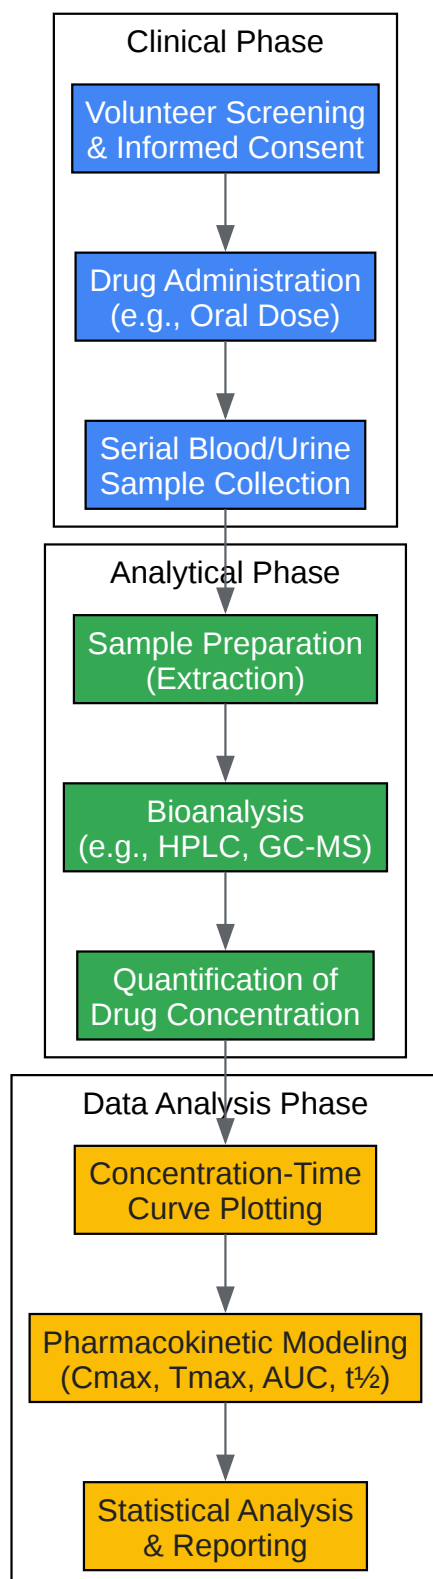 Clinical Phase
Volunteer Screening
& Informed Consent
Drug Administration
(e.g., Oral Dose)
Serial Blood/Urine
Sample Collection
Analytical Phase
Sample Preparation
(Extraction)
Bioanalysis
(e.g., HPLC, GC-MS)
Quantification of
Drug Concentration
Data Analysis Phase
Concentration-Time
Curve Plotting
Pharmacokinetic Modeling
(Cmax, Tmax, AUC, t½)
Statistical Analysis
& Reporting